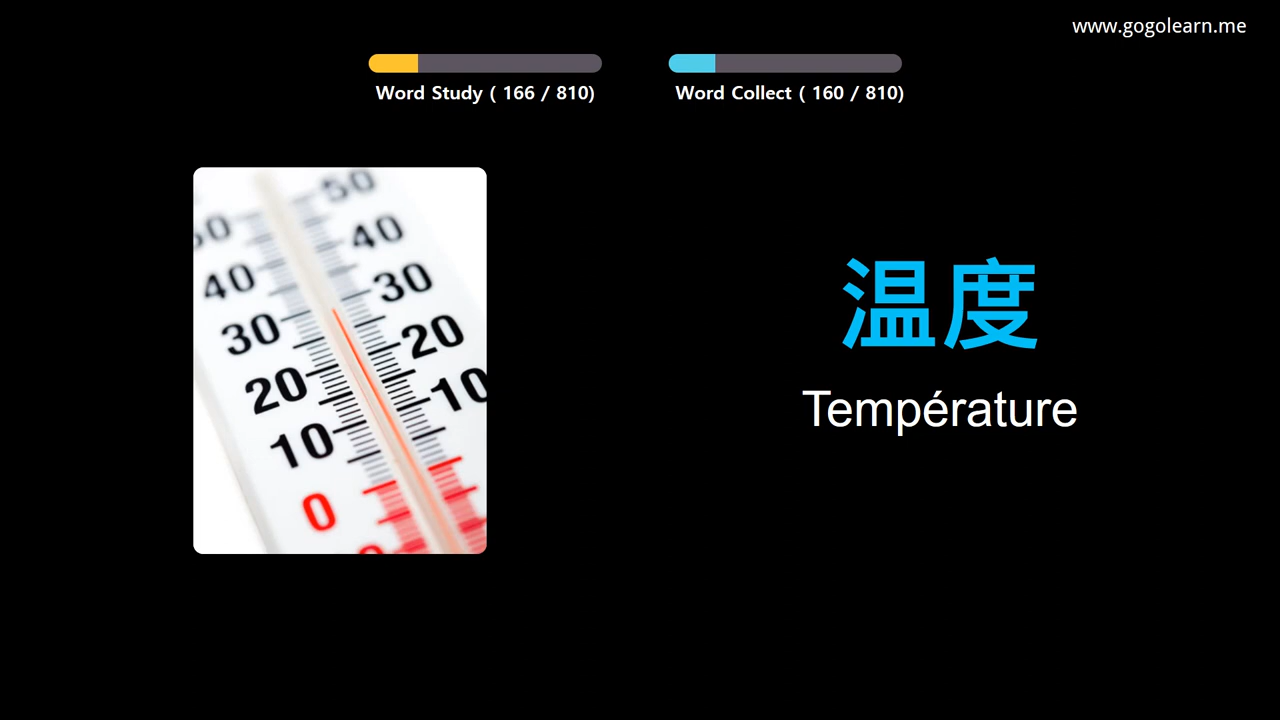 www.gogolearn.me
Word Study ( 166 / 810)
Word Collect ( 160 / 810)
50
40
40
30
30
20
20
10
10
0
温度
Température